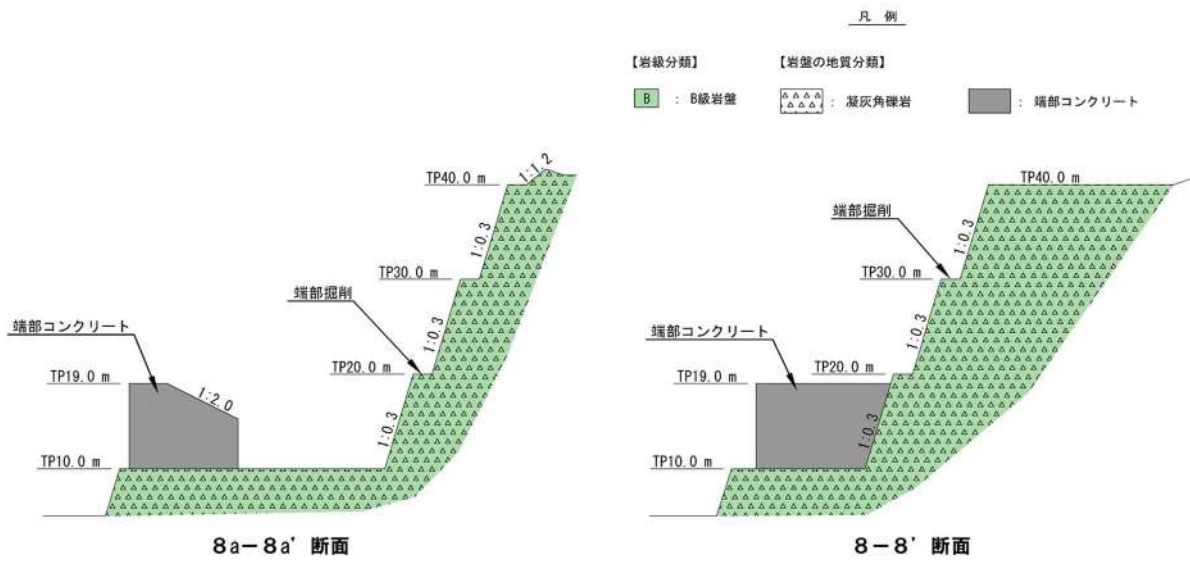 凡 例
【岩級分類】
【岩盤の地質分類】
B : B級岩盤
: 凝灰角礫岩
: 端部コンクリート
TP40.0 m
1:1.2
1:0.3
TP30.0 m
端部掘削
1:0.3
端部コンクリート
TP20.0 m
TP19.0 m
1:2.0
1:0.3
TP10.0 m
8a－8a' 断面
TP40.0 m
端部掘削
1:0.3
TP30.0 m
1:0.3
端部コンクリート
TP20.0 m
TP19.0 m
1:0.3
TP10.0 m
8－8' 断面